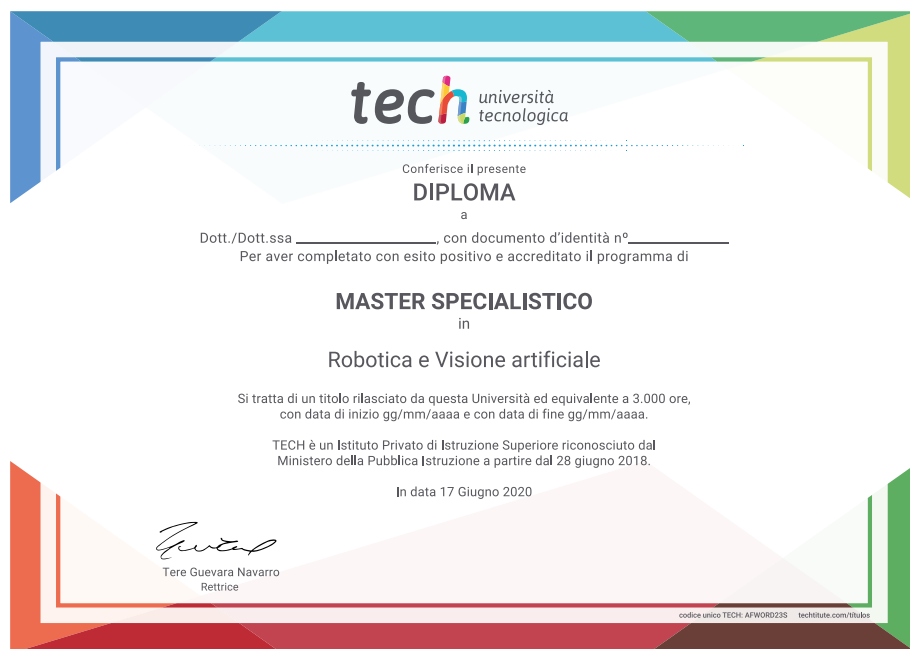 tech università
tecnologica
Conferisce il presente
DIPLOMA
a
Dott./Dott.ssa ________________, con documento d'identità nº____________
Per aver completato con esito positivo e accreditato il programma di
MASTER SPECIALISTICO
in
Robotica e Visione artificiale
Si tratta di un titolo rilasciato da questa Università ed equivalente a 3.000 ore,
con data di inizio gg/mm/aaaa e con data di fine gg/mm/aaaa.
TECH è un Istituto Privato di Istruzione Superiore riconosciuto dal
Ministero della Pubblica Istruzione a partire dal 28 giugno 2018.
In data 17 Giugno 2020
Tere Guevara Navarro
Rettrice
codice unico TECH: AFWORD23S techtitute.com/titulos